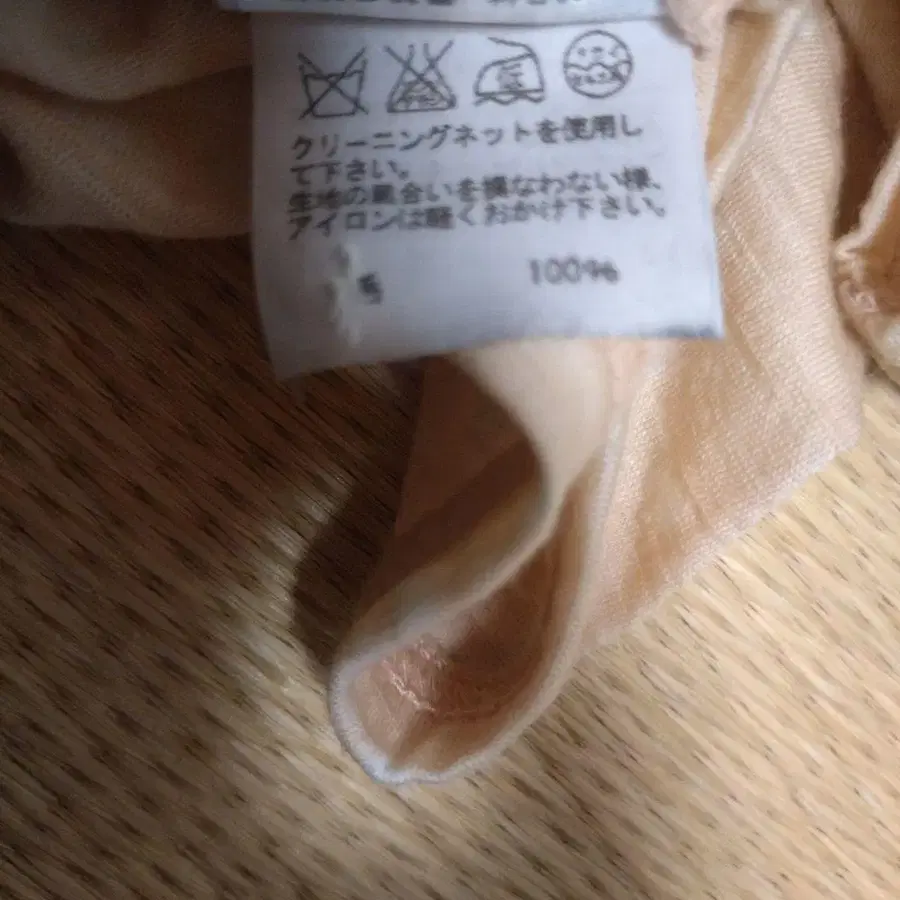 クリーニングネットを使用し
て下さい。
生地の風合いを損なわない様、
アイロンは軽くおかけ下さい。
毛 100%